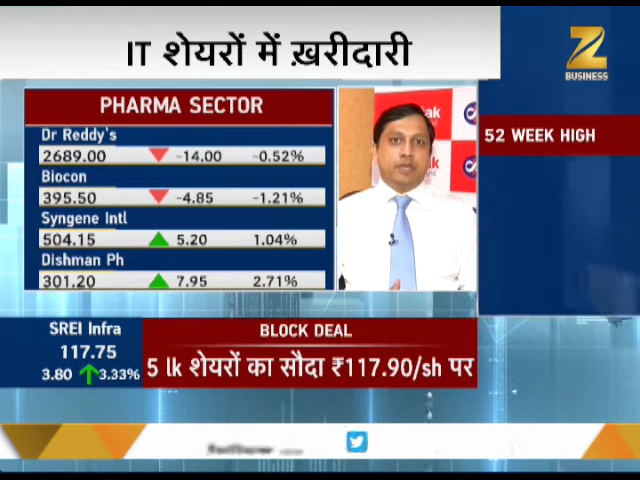 IT शेयरों में ख़रीदारी
Z
BUSINESS
PHARMA SECTOR
Dr Reddy's
2689.00 -14.00 -0.52%
Biocon
395.50 -4.85 -1.21%
Syngene Intl
504.15 5.20 1.04%
Dishman Ph
301.20 7.95 2.71%
52 WEEK HIGH
SREI Infra
117.75
3.80 3.33%
BLOCK DEAL
5 lk शेयरों का सौदा ₹117.90/sh पर